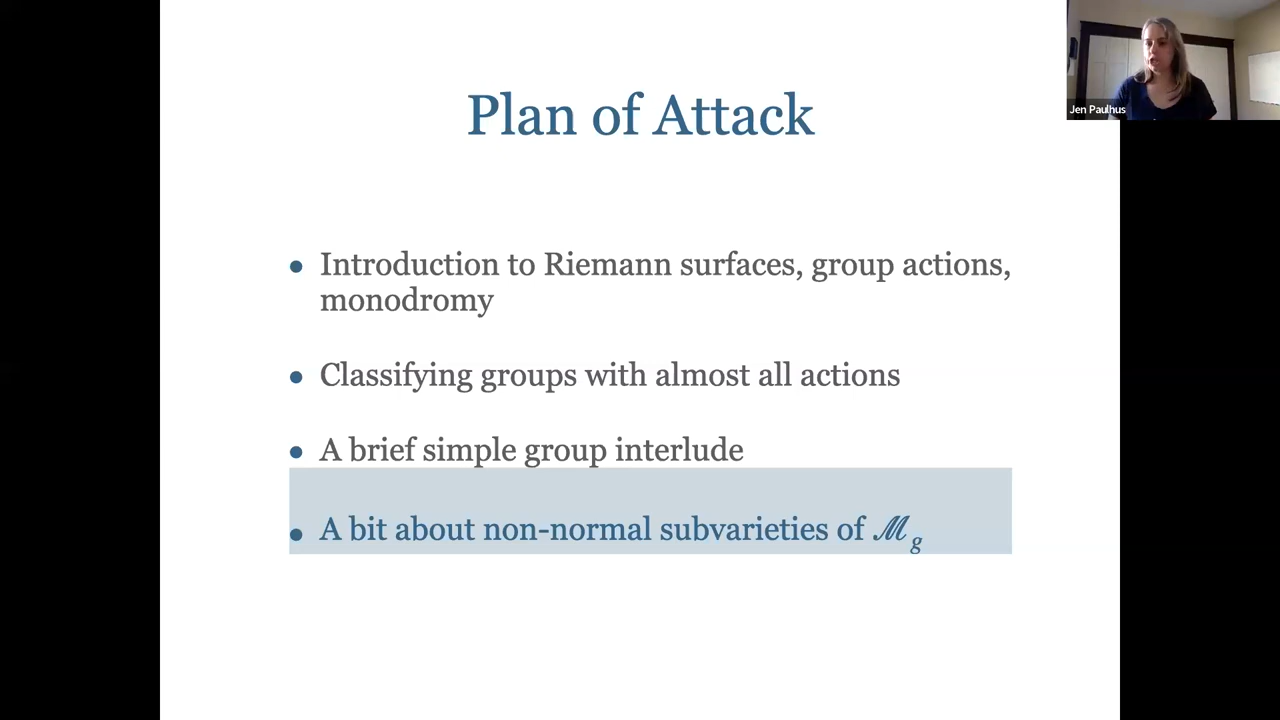 Plan of Attack
Jen Paulhus
• Introduction to Riemann surfaces, group actions,
monodromy
• Classifying groups with almost all actions
• A brief simple group interlude
• A bit about non-normal subvarieties of ℳ_g